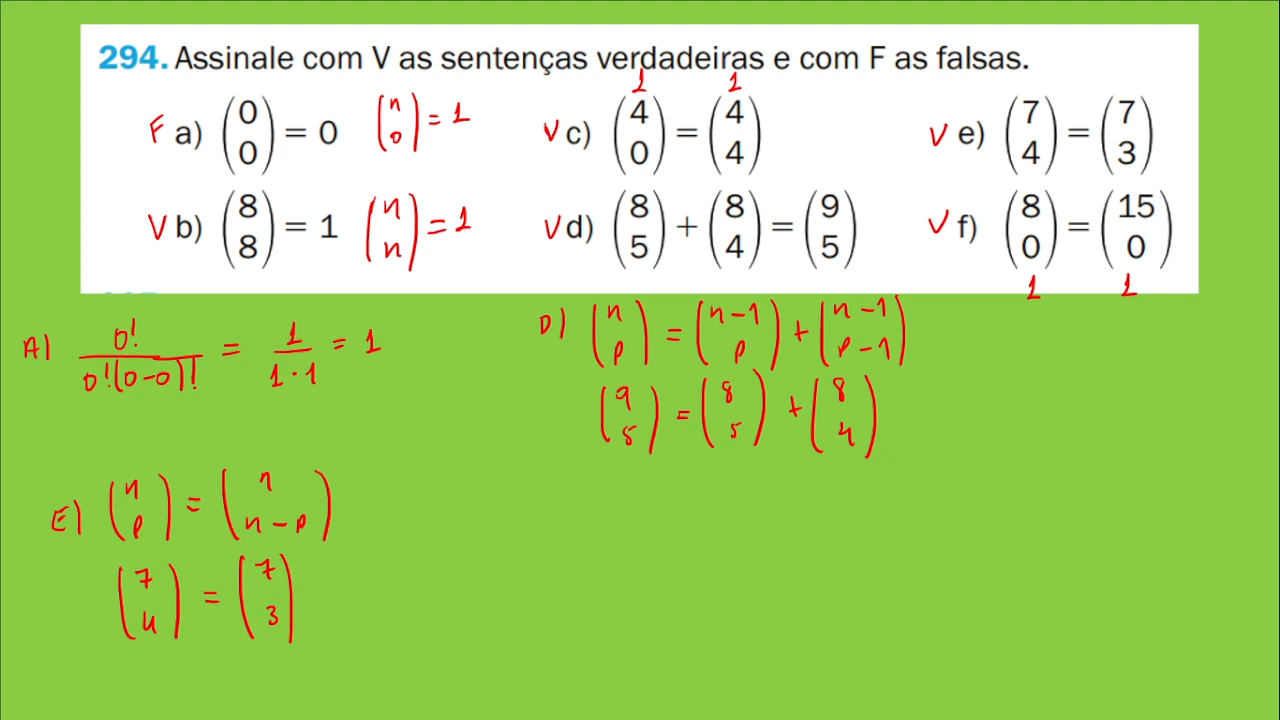 294. Assinale com V as sentenças verdadeiras e com F as falsas.
F a) (0 0) = 0 (n 0) = 1
V c) (4 0) = (4 4) 1 1
V e) (7 4) = (7 3)
V b) (8 8) = 1 (n n) = 1
V d) (8 5) + (8 4) = (9 5)
V f) (8 0) = (15 0) 1 1
A) 0! / 0!(0-0)! = 1 / 1·1 = 1
D) (n p) = (n-1 p) + (n-1 p-1)
(9 5) = (8 5) + (8 4)
E) (n p) = (n n-p)
(7 4) = (7 3)